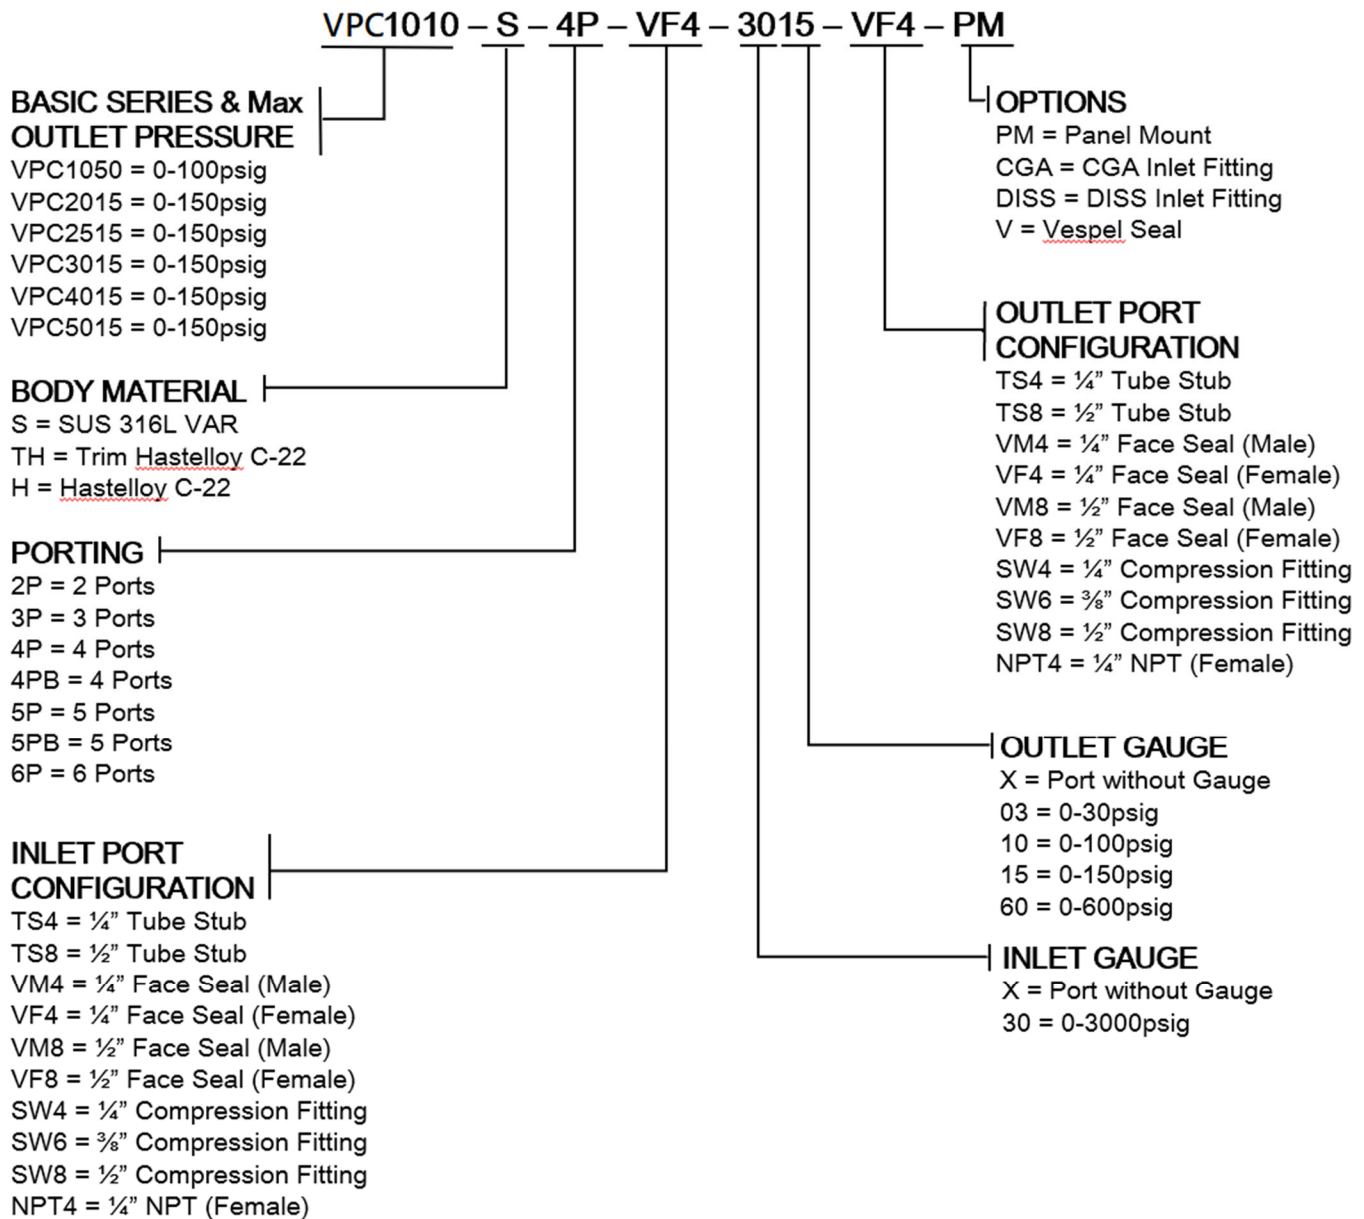 VPC1010 – S – 4P – VF4 – 3015 – VF4 – PM
BASIC SERIES & Max
OUTLET PRESSURE
VPC1050 = 0-100psig
VPC2015 = 0-150psig
VPC2515 = 0-150psig
VPC3015 = 0-150psig
VPC4015 = 0-150psig
VPC5015 = 0-150psig
BODY MATERIAL
S = SUS 316L VAR
TH = Trim Hastelloy C-22
H = Hastelloy C-22
PORTING
2P = 2 Ports
3P = 3 Ports
4P = 4 Ports
4PB = 4 Ports
5P = 5 Ports
5PB = 5 Ports
6P = 6 Ports
INLET PORT
CONFIGURATION
TS4 = ¼” Tube Stub
TS8 = ½” Tube Stub
VM4 = ¼” Face Seal (Male)
VF4 = ¼” Face Seal (Female)
VM8 = ½” Face Seal (Male)
VF8 = ½” Face Seal (Female)
SW4 = ¼” Compression Fitting
SW6 = ⅜” Compression Fitting
SW8 = ½” Compression Fitting
NPT4 = ¼” NPT (Female)
OPTIONS
PM = Panel Mount
CGA = CGA Inlet Fitting
DISS = DISS Inlet Fitting
V = Vespel Seal
OUTLET PORT
CONFIGURATION
TS4 = ¼” Tube Stub
TS8 = ½” Tube Stub
VM4 = ¼” Face Seal (Male)
VF4 = ¼” Face Seal (Female)
VM8 = ½” Face Seal (Male)
VF8 = ½” Face Seal (Female)
SW4 = ¼” Compression Fitting
SW6 = ⅜” Compression Fitting
SW8 = ½” Compression Fitting
NPT4 = ¼” NPT (Female)
OUTLET GAUGE
X = Port without Gauge
03 = 0-30psig
10 = 0-100psig
15 = 0-150psig
60 = 0-600psig
INLET GAUGE
X = Port without Gauge
30 = 0-3000psig